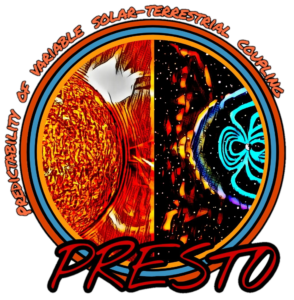 PREDICTABILITY OF VARIABLE SOLAR-TERRESTRIAL COUPLING
PRESTO